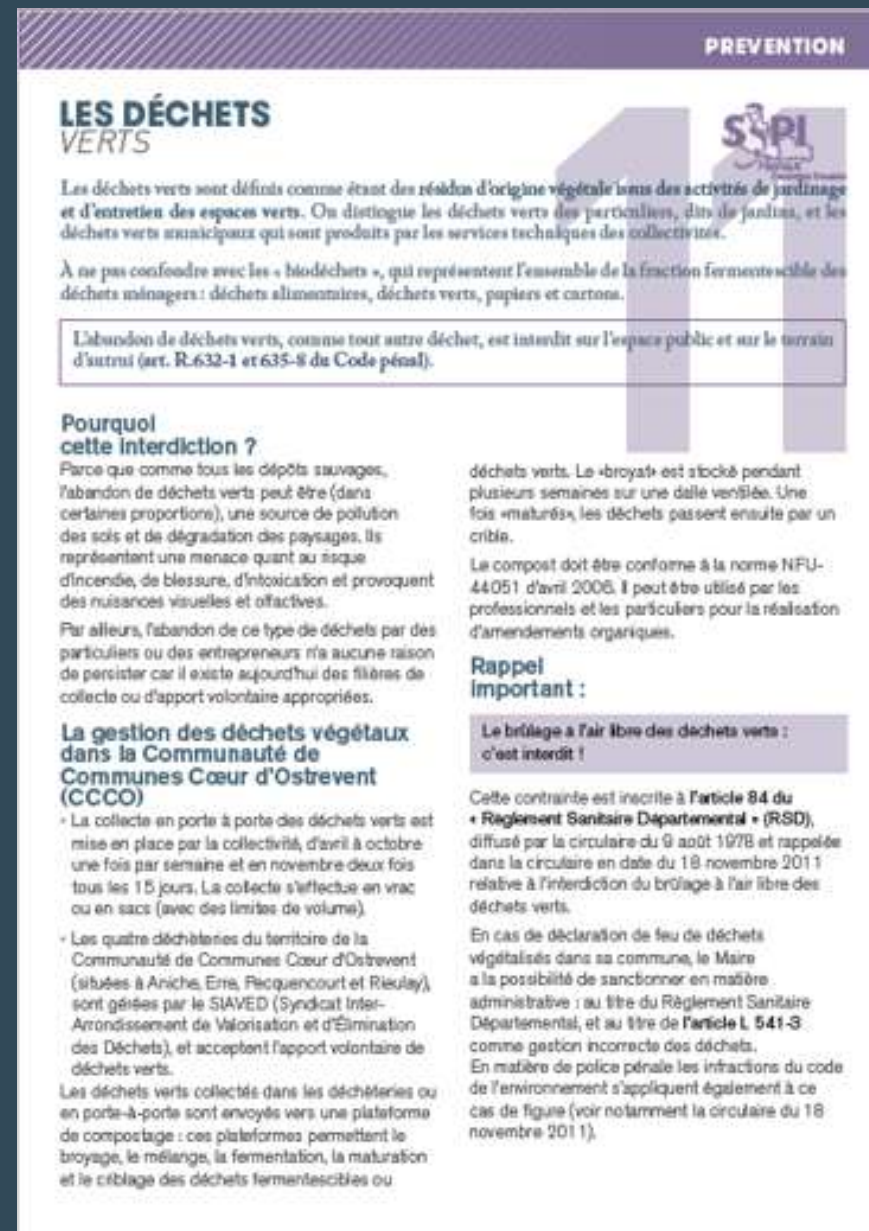 PREVENTION
LES DÉCHETS
VERTS
11
SPPI
Les déchets verts sont définis comme étant des résidus d'origine végétale issus des activités de jardinage
et d'entretien des espaces verts. On distingue les déchets verts des particuliers, dits de jardins, et les
déchets verts municipaux qui sont produits par les services techniques des collectivités.
À ne pas confondre avec les « biodéchets », qui représentent l'ensemble de la fraction fermentescible des
déchets ménagers : déchets alimentaires, déchets verts, papiers et cartons.
L'abandon de déchets verts, comme tout autre déchet, est interdit sur l'espace public et sur le terrain
d'autrui (art. R.632-1 et 635-8 du Code pénal).
Pourquoi
cette interdiction ?
Parce que comme tous les dépôts sauvages,
l'abandon de déchets verts peut être (dans
certaines proportions), une source de pollution
des sols et de dégradation des paysages. Ils
représentent une menace quant au risque
d'incendie, de blessure, d'intoxication et provoquent
des nuisances visuelles et olfactives.
Par ailleurs, l'abandon de ce type de déchets par des
particuliers ou des entrepreneurs n'a aucune raison
de persister car il existe aujourd'hui des filières de
collecte ou d'apport volontaire appropriées.
La gestion des déchets végétaux
dans la Communauté de
Communes Cœur d'Ostrevent
(CCCO)
• La collecte en porte à porte des déchets verts est
mise en place par la collectivité, d'avril à octobre
une fois par semaine et en novembre deux fois
tous les 15 jours. La collecte s'effectue en vrac
ou en sacs (avec des limites de volume).
• Les quatre déchèteries du territoire de la
Communauté de Communes Cœur d'Ostrevent
(situées à Aniche, Erre, Pecquencourt et Rieulay),
sont gérées par le SIAVED (Syndicat Inter-
Arrondissement de Valorisation et d'Élimination
des Déchets), et acceptent l'apport volontaire de
déchets verts.
Les déchets verts collectés dans les déchèteries ou
en porte-à-porte sont envoyés vers une plateforme
de compostage : ces plateformes permettent le
broyage, le mélange, la fermentation, la maturation
et le criblage des déchets fermentescibles ou
déchets verts. Le «broyat» est stocké pendant
plusieurs semaines sur une dalle ventilée. Une
fois «maturés», les déchets passent ensuite par un
crible.
Le compost doit être conforme à la norme NFU-
44051 d'avril 2006. Il peut être utilisé par les
professionnels et les particuliers pour la réalisation
d'amendements organiques.
Rappel
important :
Le brûlage a l'air libre des dechets verts :
c'est interdit !
Cette contrainte est inscrite à l'article 84 du
« Règlement Sanitaire Départemental » (RSD),
diffusé par la circulaire du 9 août 1978 et rappelée
dans la circulaire en date du 18 novembre 2011
relative à l'interdiction du brûlage à l'air libre des
déchets verts.
En cas de déclaration de feu de déchets
végétalisés dans sa commune, le Maire
a la possibilité de sanctionner en matière
administrative : au titre du Règlement Sanitaire
Départemental, et au titre de l'article L 541-3
comme gestion incorrecte des déchets.
En matière de police pénale les infractions du code
de l'environnement s'appliquent également à ce
cas de figure (voir notamment la circulaire du 18
novembre 2011).